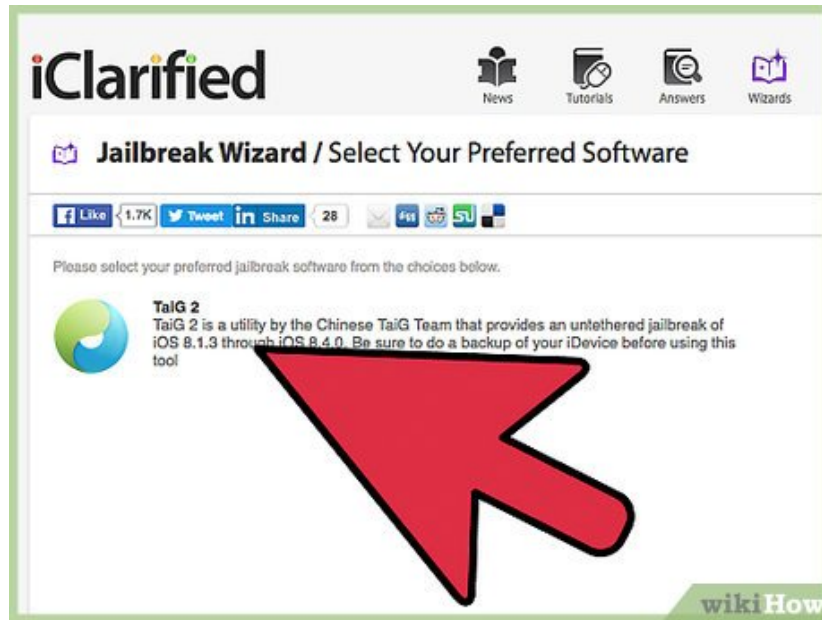 iClarified
News Tutorials Answers Wizards
Jailbreak Wizard / Select Your Preferred Software
Like 1.7K Tweet in Share 28 su
Please select your preferred jailbreak software from the choices below.
TaiG 2
TaiG 2 is a utility by the Chinese TaiG Team that provides an untethered jailbreak of
iOS 8.1.3 through iOS 8.4.0. Be sure to do a backup of your iDevice before using this
tool
wikiHow